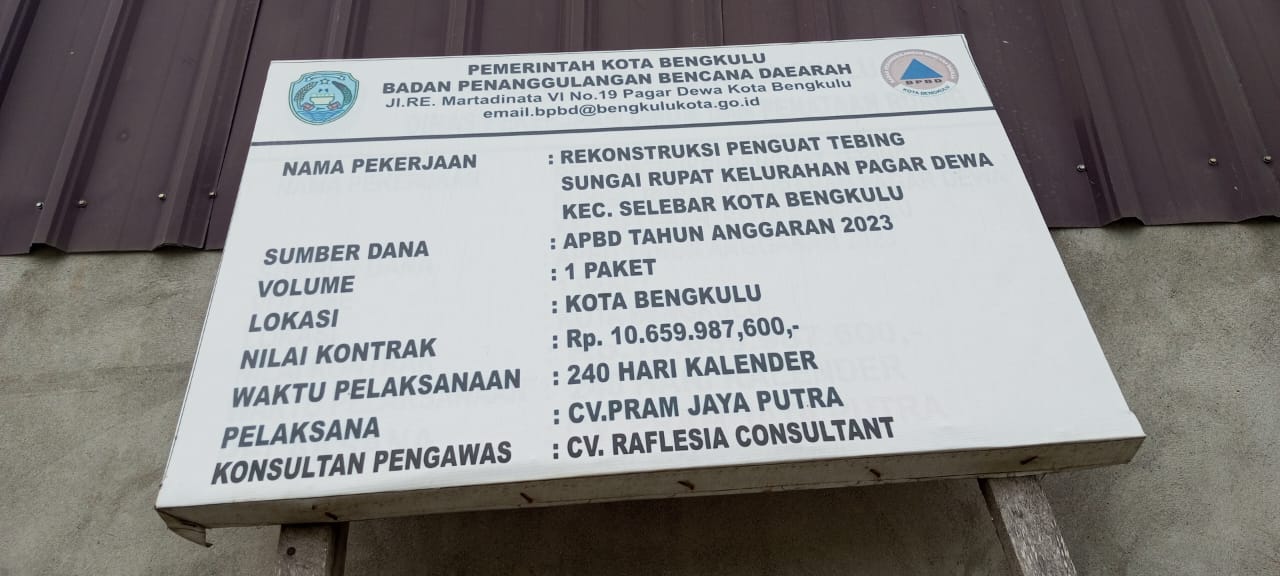 PEMERINTAH KOTA BENGKULU
BADAN PENANGGULANGAN BENCANA DAEARAH
Jl.RE. Martadinata VI No.19 Pagar Dewa Kota Bengkulu
email.bpbd@bengkulukota.go.id
BPBD
KOTA BENGKULU
NAMA PEKERJAAN : REKONSTRUKSI PENGUAT TEBING
SUNGAI RUPAT KELURAHAN PAGAR DEWA
KEC. SELEBAR KOTA BENGKULU
SUMBER DANA : APBD TAHUN ANGGARAN 2023
VOLUME : 1 PAKET
LOKASI : KOTA BENGKULU
NILAI KONTRAK : Rp. 10.659.987,600,-
WAKTU PELAKSANAAN : 240 HARI KALENDER
PELAKSANA : CV.PRAM JAYA PUTRA
KONSULTAN PENGAWAS : CV. RAFLESIA CONSULTANT